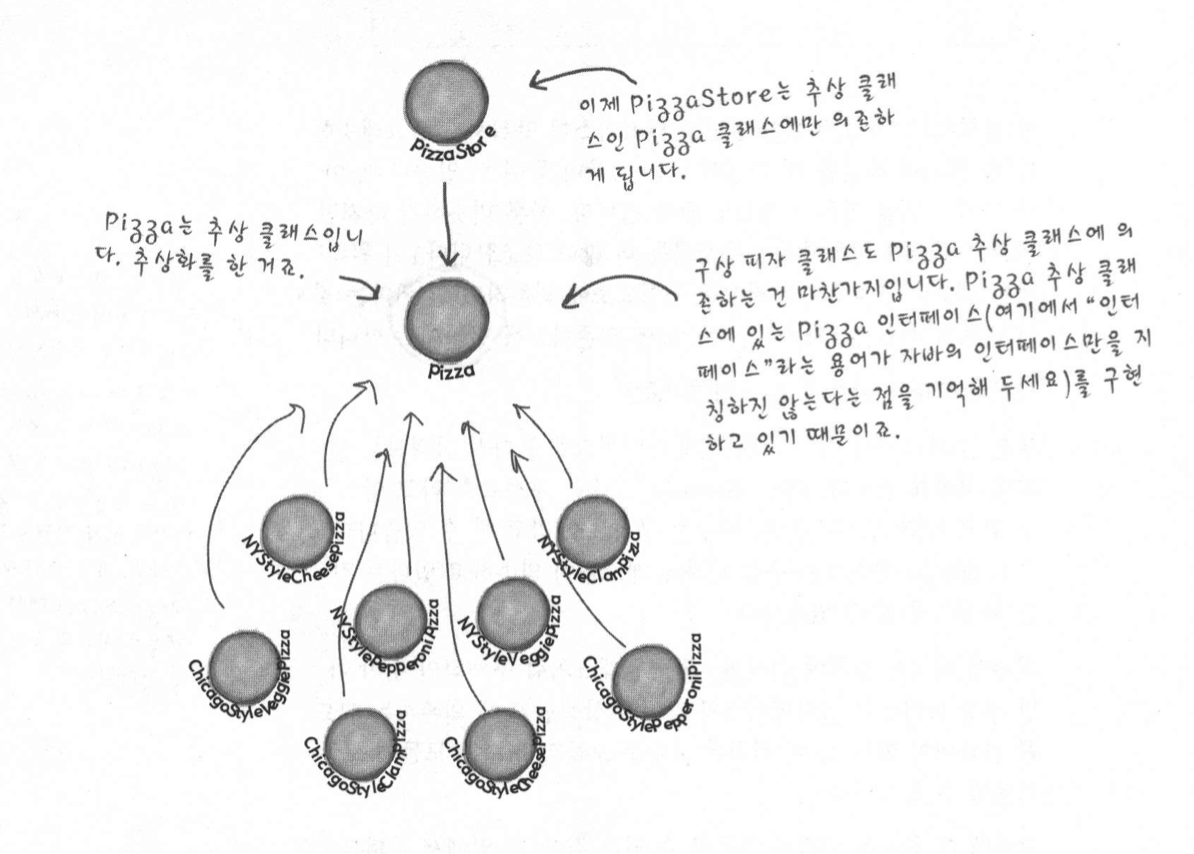 PizzaStore
이제 PizzaStore는 추상 클래
스인 Pizza 클래스에만 의존하
게 됩니다.
Pizza는 추상 클래스입니
다. 추상화를 한 거죠.
Pizza
구상 피자 클래스도 Pizza 추상 클래스에 의
존하는 건 마찬가지입니다. Pizza 추상 클래
스에 있는 Pizza 인터페이스(여기에서 “인터
페이스”라는 용어가 자바의 인터페이스만을 지
칭하진 않는다는 점을 기억해 두세요)를 구현
하고 있기 때문이죠.
NYStyleCheesePizza
NYStyleClamPizza
NYStylePepperoniPizza
NYStyleVeggiePizza
ChicagoStyleVeggiePizza
ChicagoStylePepperoniPizza
ChicagoStyleClamPizza
ChicagoStyleCheesePizza